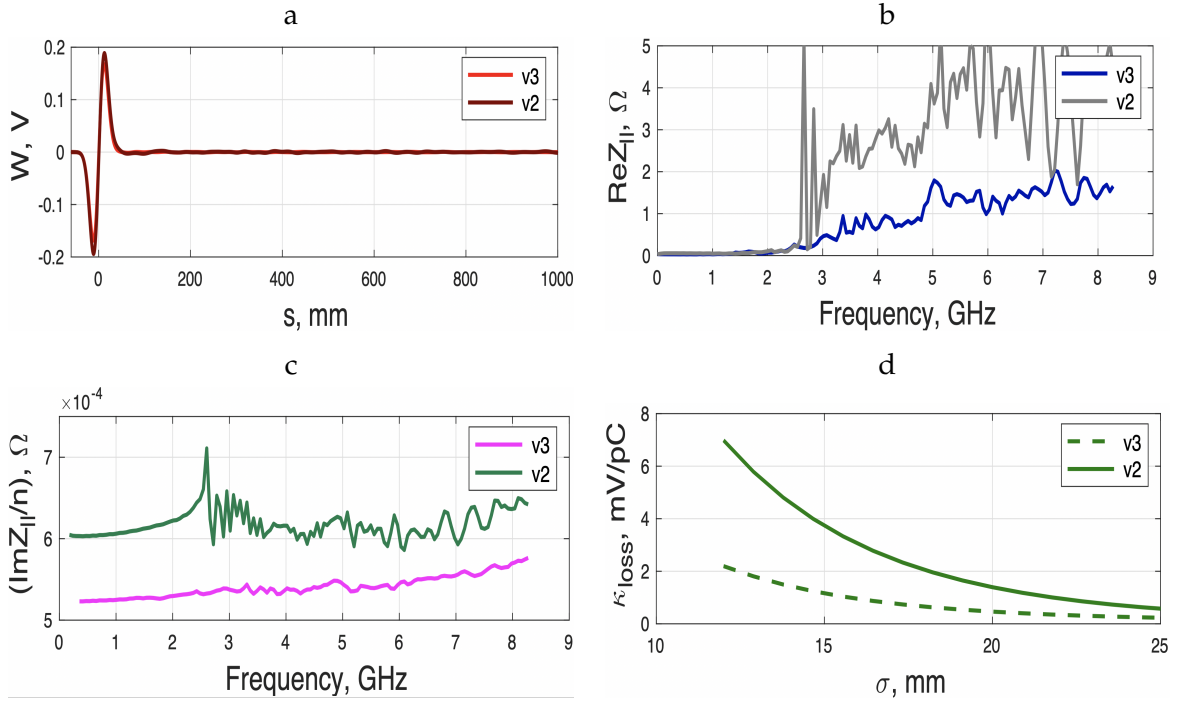 a
0.2
0.1
0
-0.1
-0.2
W, V
v3
v2
0 200 400 600 800 1000
s, mm
b
5
4
3
2
1
0
ReZ||, Ω
v3
v2
0 1 2 3 4 5 6 7 8 9
Frequency, GHz
c
×10-4
7
6
5
(ImZ||/n), Ω
v3
v2
0 1 2 3 4 5 6 7 8 9
Frequency, GHz
d
8
6
4
2
0
κloss, mV/pC
v3
v2
10 15 20 25
σ, mm